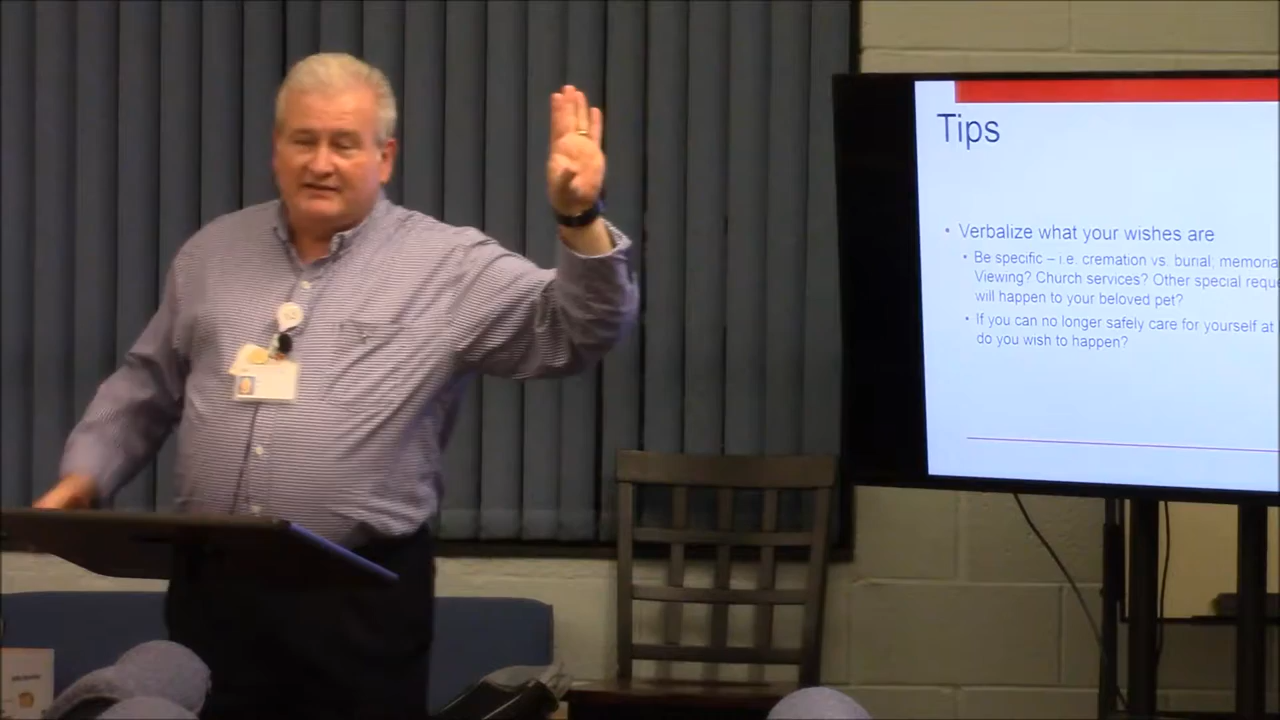 Tips
• Verbalize what your wishes are
• Be specific – i.e. cremation vs. burial; memoria
Viewing? Church services? Other special reque
will happen to your beloved pet?
• If you can no longer safely care for yourself at
do you wish to happen?